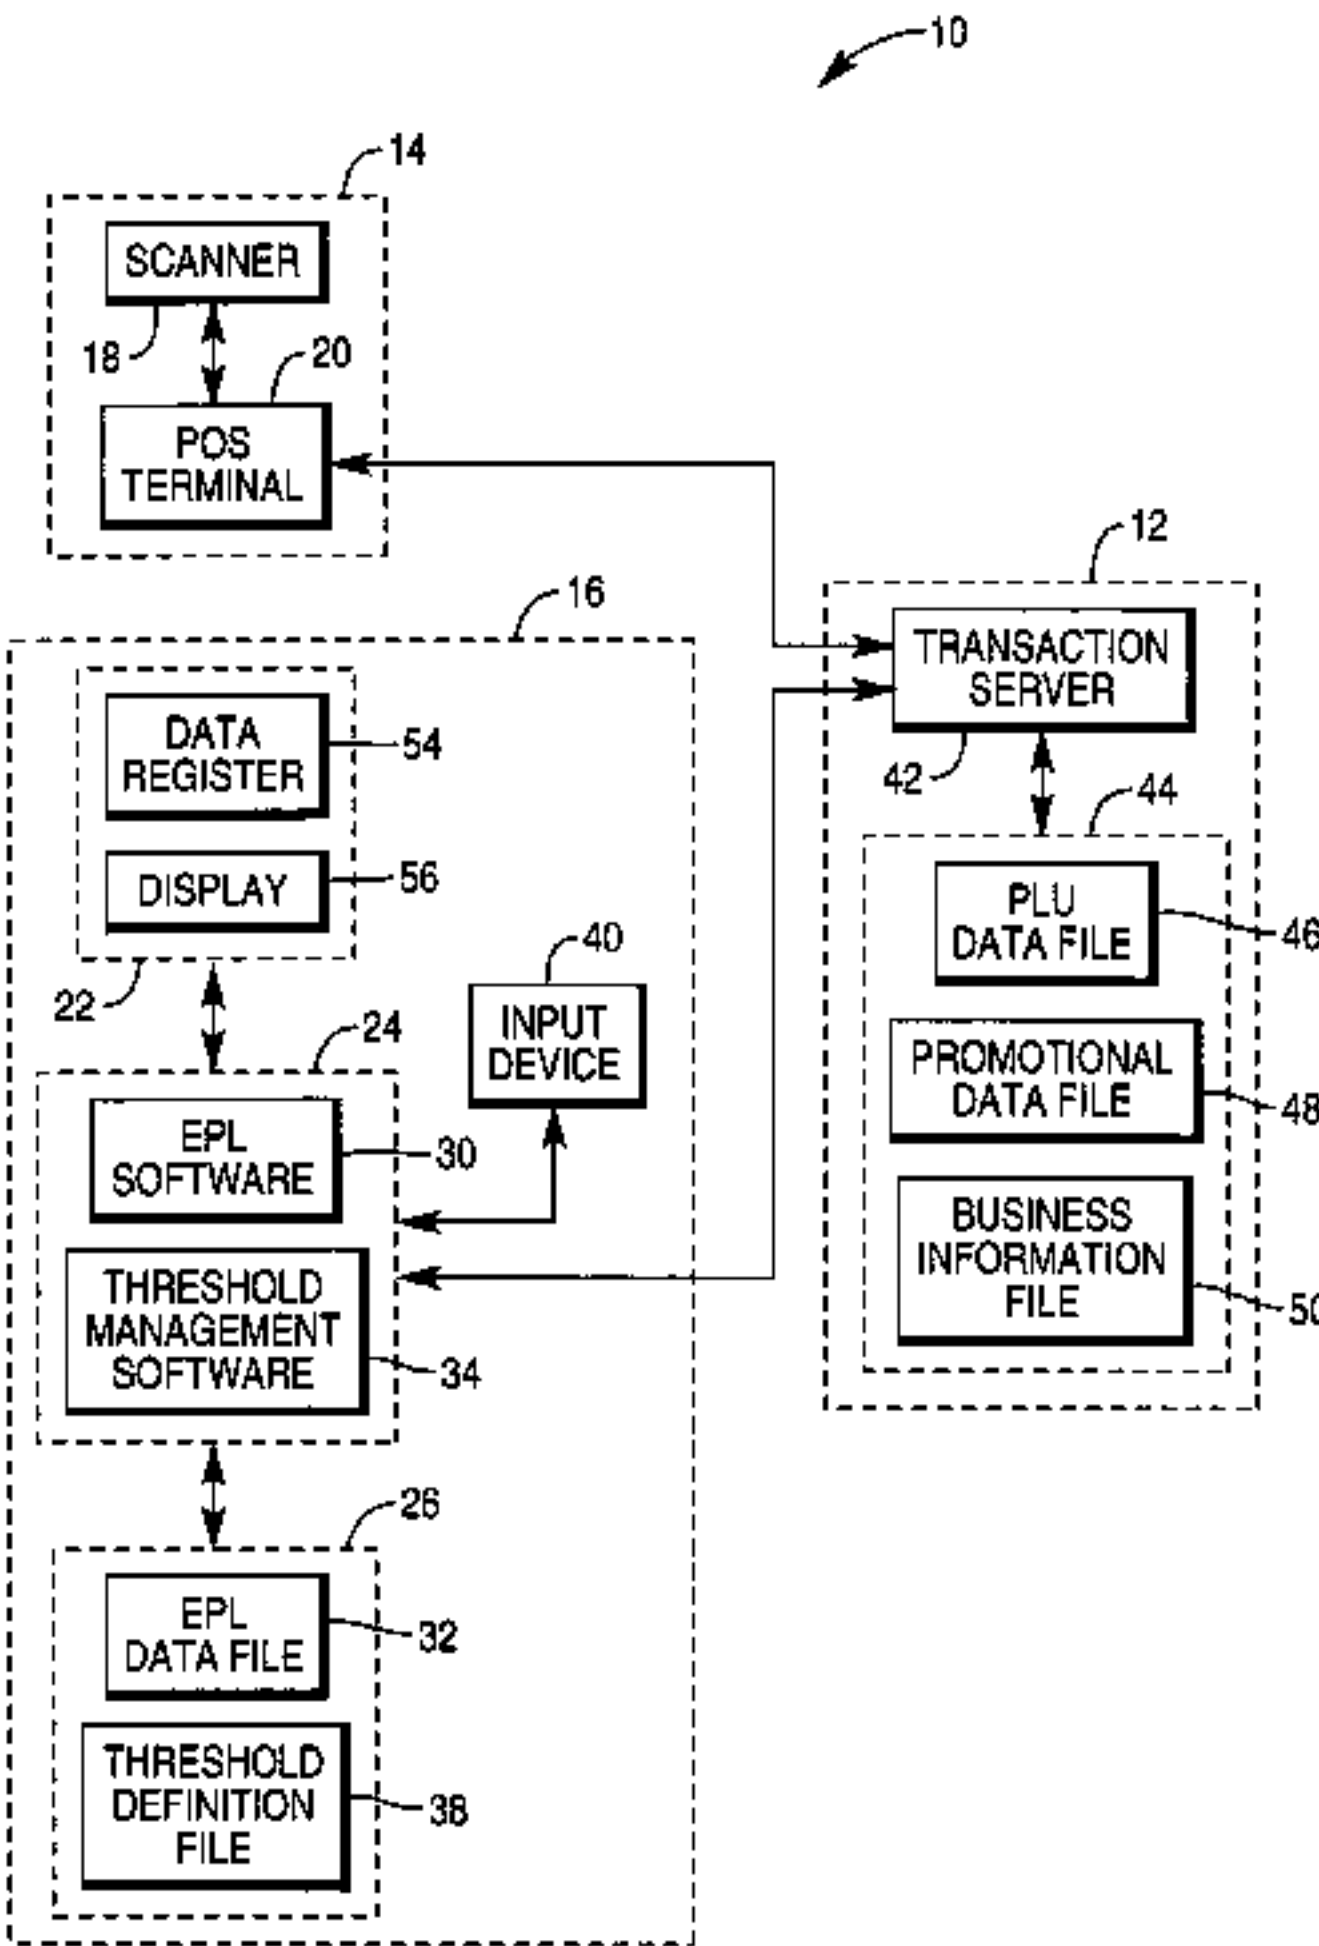 10
14
SCANNER
18
20
POS
TERMINAL
12
TRANSACTION
SERVER
42
44
PLU
DATA FILE
46
PROMOTIONAL
DATA FILE
48
BUSINESS
INFORMATION
FILE
50
16
DATA
REGISTER
54
DISPLAY
56
22
40
INPUT
DEVICE
24
EPL
SOFTWARE
30
THRESHOLD
MANAGEMENT
SOFTWARE
34
26
EPL
DATA FILE
32
THRESHOLD
DEFINITION
FILE
38